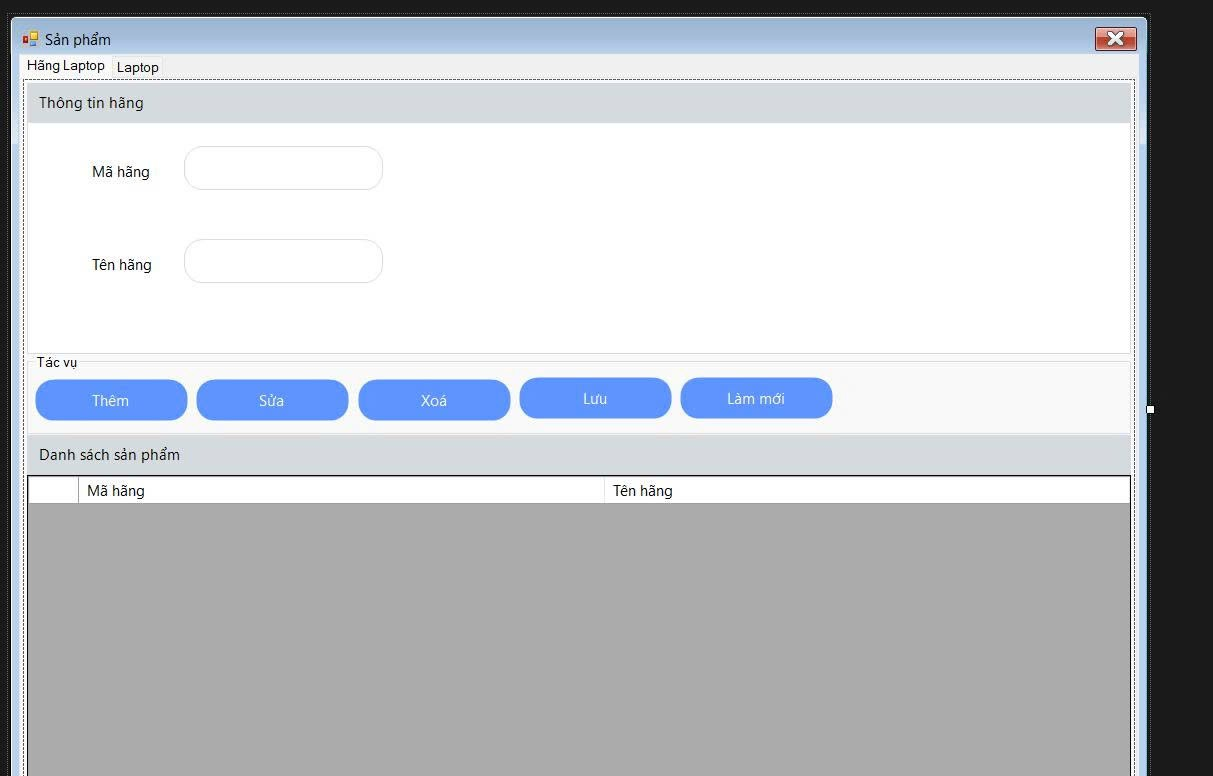 Sản phẩm
Hãng Laptop Laptop
Thông tin hãng
Mã hãng
Tên hãng
Tác vụ
Thêm Sửa Xoá Lưu Làm mới
Danh sách sản phẩm
Mã hãng Tên hãng